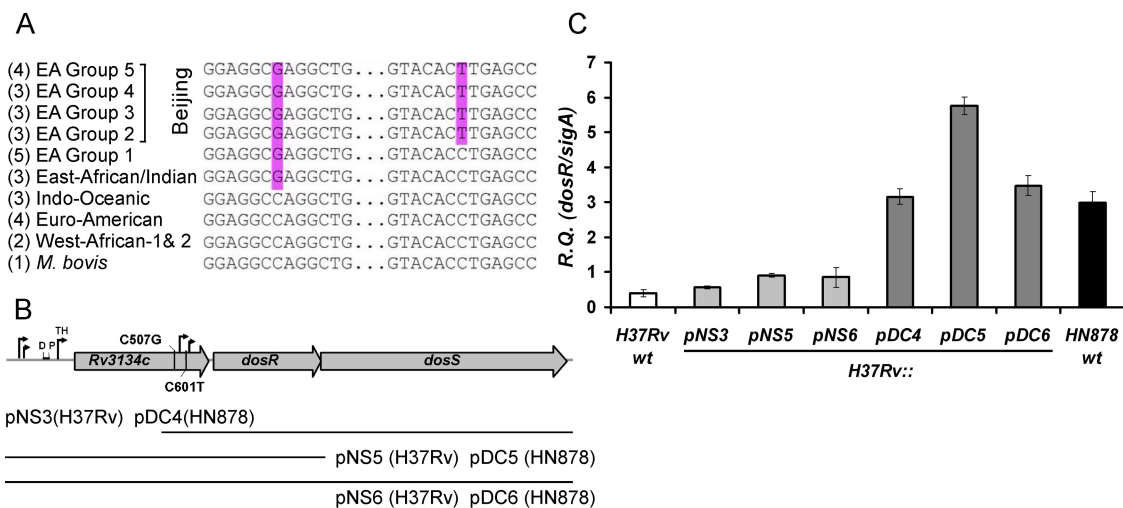 A
(4) EA Group 5 GGAGGCGAGGCTG...GTACACTTGAGCC
(3) EA Group 4 GGAGGCGAGGCTG...GTACACTTGAGCC
(3) EA Group 3 GGAGGCGAGGCTG...GTACACTTGAGCC
(3) EA Group 2 GGAGGCGAGGCTG...GTACACTTGAGCC
Beijing
(5) EA Group 1 GGAGGCGAGGCTG...GTACACCTGAGCC
(3) East-African/Indian GGAGGCGAGGCTG...GTACACCTGAGCC
(3) Indo-Oceanic GGAGGCCAGGCTG...GTACACCTGAGCC
(4) Euro-American GGAGGCCAGGCTG...GTACACCTGAGCC
(2) West-African-1& 2 GGAGGCCAGGCTG...GTACACCTGAGCC
(1) M. bovis GGAGGCCAGGCTG...GTACACCTGAGCC
B
D P TH
C507G
Rv3134c dosR dosS
C601T
pNS3(H37Rv) pDC4(HN878)
pNS5 (H37Rv) pDC5 (HN878)
pNS6 (H37Rv) pDC6 (HN878)
C
R.Q. (dosR/sigA)
7
6
5
4
3
2
1
0
H37Rv wt pNS3 pNS5 pNS6 pDC4 pDC5 pDC6 HN878 wt
H37Rv::